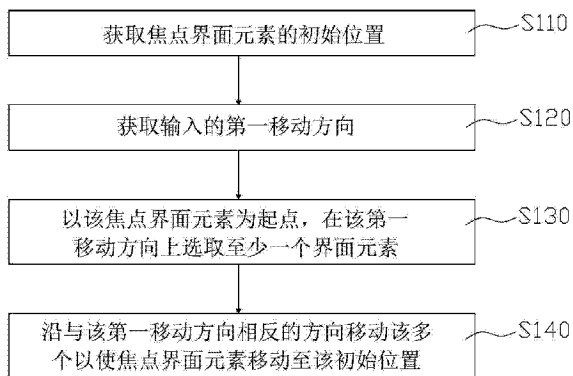 获取焦点界面元素的初始位置
S110
获取输入的第一移动方向
S120
以该焦点界面元素为起点，在该第一
移动方向上选取至少一个界面元素
S130
沿与该第一移动方向相反的方向移动该多
个以使焦点界面元素移动至该初始位置
S140